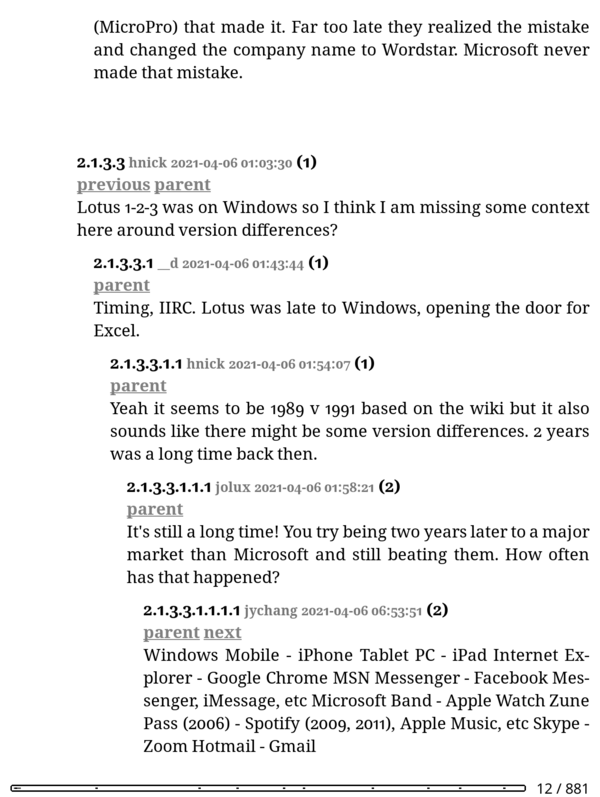 (MicroPro) that made it. Far too late they realized the mistake
and changed the company name to Wordstar. Microsoft never
made that mistake.
2.1.3.3 hnick 2021-04-06 01:03:30 (1)
previous parent
Lotus 1-2-3 was on Windows so I think I am missing some context
here around version differences?
2.1.3.3.1 __d 2021-04-06 01:43:44 (1)
parent
Timing, IIRC. Lotus was late to Windows, opening the door for
Excel.
2.1.3.3.1.1 hnick 2021-04-06 01:54:07 (1)
parent
Yeah it seems to be 1989 v 1991 based on the wiki but it also
sounds like there might be some version differences. 2 years
was a long time back then.
2.1.3.3.1.1.1 jolux 2021-04-06 01:58:21 (2)
parent
It's still a long time! You try being two years later to a major
market than Microsoft and still beating them. How often
has that happened?
2.1.3.3.1.1.1.1 jychang 2021-04-06 06:53:51 (2)
parent next
Windows Mobile - iPhone Tablet PC - iPad Internet Ex-
plorer - Google Chrome MSN Messenger - Facebook Mes-
senger, iMessage, etc Microsoft Band - Apple Watch Zune
Pass (2006) - Spotify (2009, 2011), Apple Music, etc Skype -
Zoom Hotmail - Gmail
12 / 881